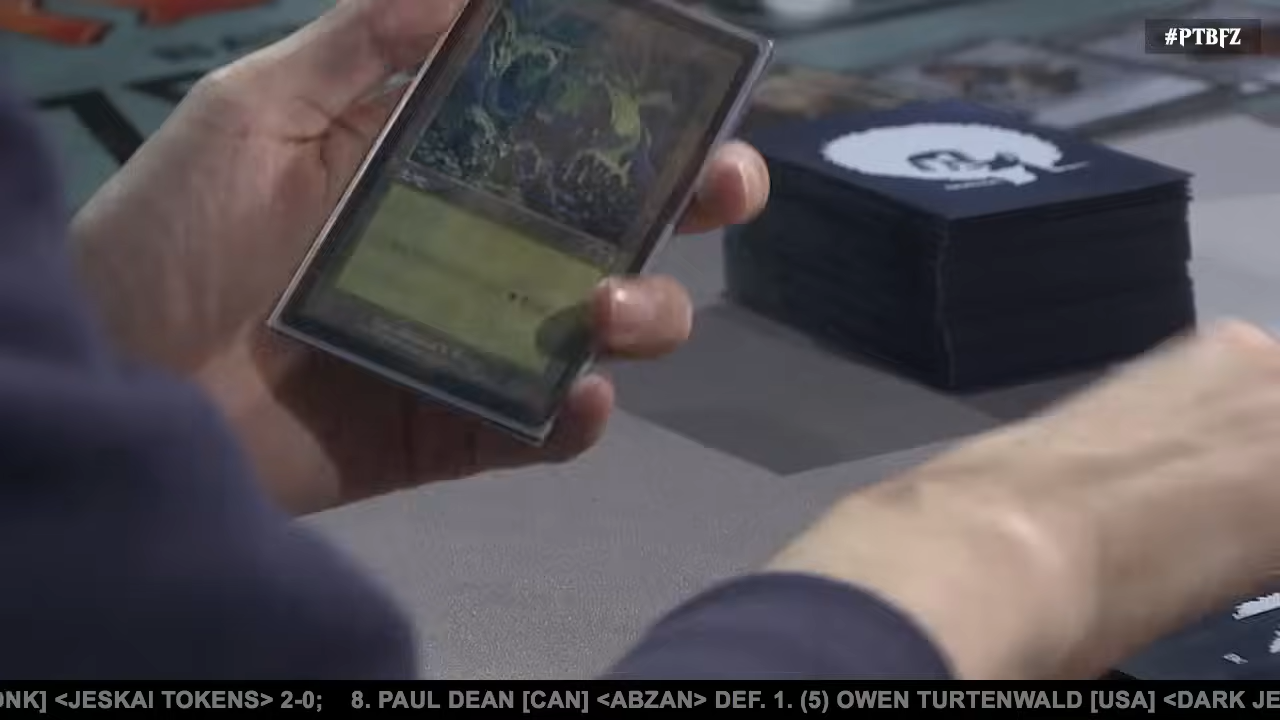 #PTBFZ
ONK] <JESKAI TOKENS> 2-0; 8. PAUL DEAN [CAN] <ABZAN> DEF. 1. (5) OWEN TURTENWALD [USA] <DARK JE